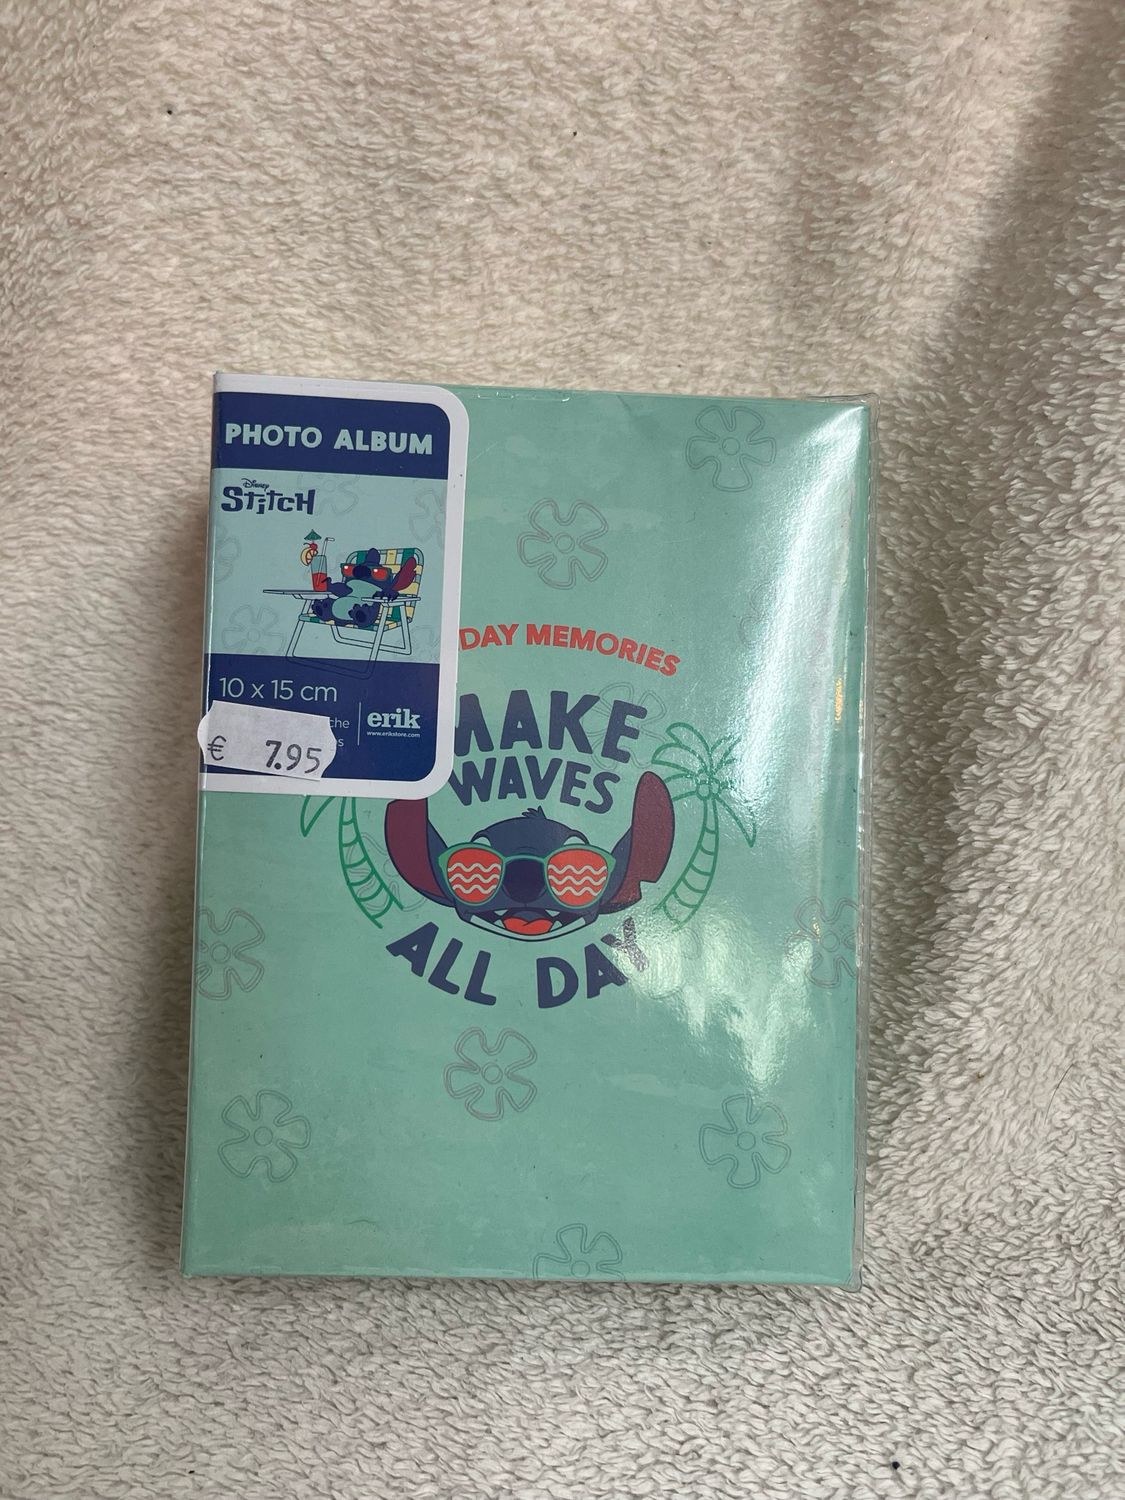 PHOTO ALBUM
Disney
STITCH
10 x 15 cm
erik
www.erikstore.com
€ 7.95
DAY MEMORIES
MAKE
WAVES
ALL DAY